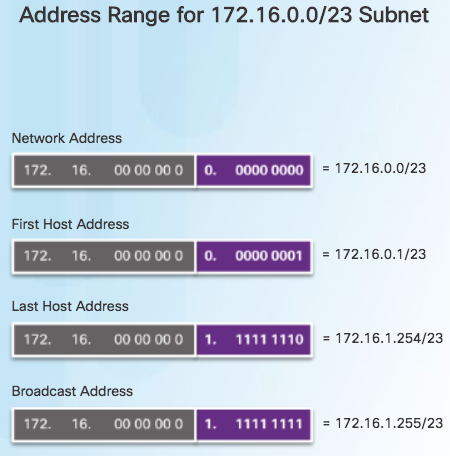 Address Range for 172.16.0.0/23 Subnet
Network Address
172. 16. 00 00 00 0 0. 0000 0000 = 172.16.0.0/23
First Host Address
172. 16. 00 00 00 0 0. 0000 0001 = 172.16.0.1/23
Last Host Address
172. 16. 00 00 00 0 1. 1111 1110 = 172.16.1.254/23
Broadcast Address
172. 16. 00 00 00 0 1. 1111 1111 = 172.16.1.255/23